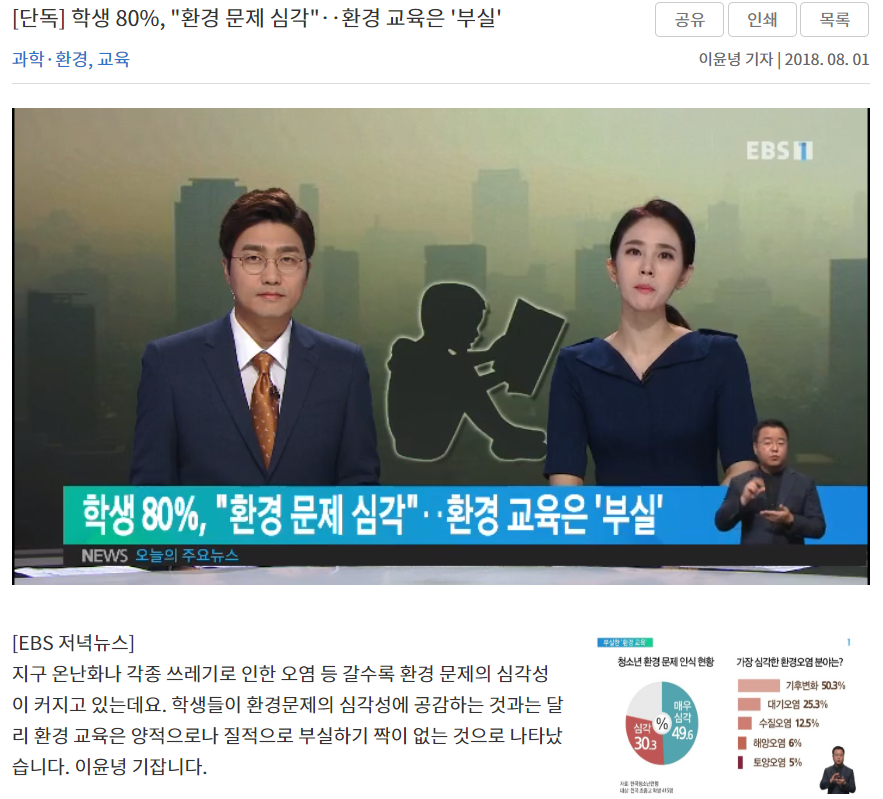 [단독] 학생 80%, "환경 문제 심각"‥환경 교육은 '부실'
공유 인쇄 목록
과학·환경, 교육
이윤녕 기자 | 2018. 08. 01
EBS 1
학생 80%, "환경 문제 심각"‥환경 교육은 '부실'
NEWS 오늘의 주요뉴스
[EBS 저녁뉴스]
지구 온난화나 각종 쓰레기로 인한 오염 등 갈수록 환경 문제의 심각성
이 커지고 있는데요. 학생들이 환경문제의 심각성에 공감하는 것과는 달
리 환경 교육은 양적으로나 질적으로 부실하기 짝이 없는 것으로 나타났
습니다. 이윤녕 기잡니다.
부실한 '환경 교육'
1
청소년 환경 문제 인식 현황
매우
심각
49.6
%
심각
30.3
가장 심각한 환경오염 분야는?
기후변화 50.3%
대기오염 25.3%
수질오염 12.5%
해양오염 6%
토양오염 5%